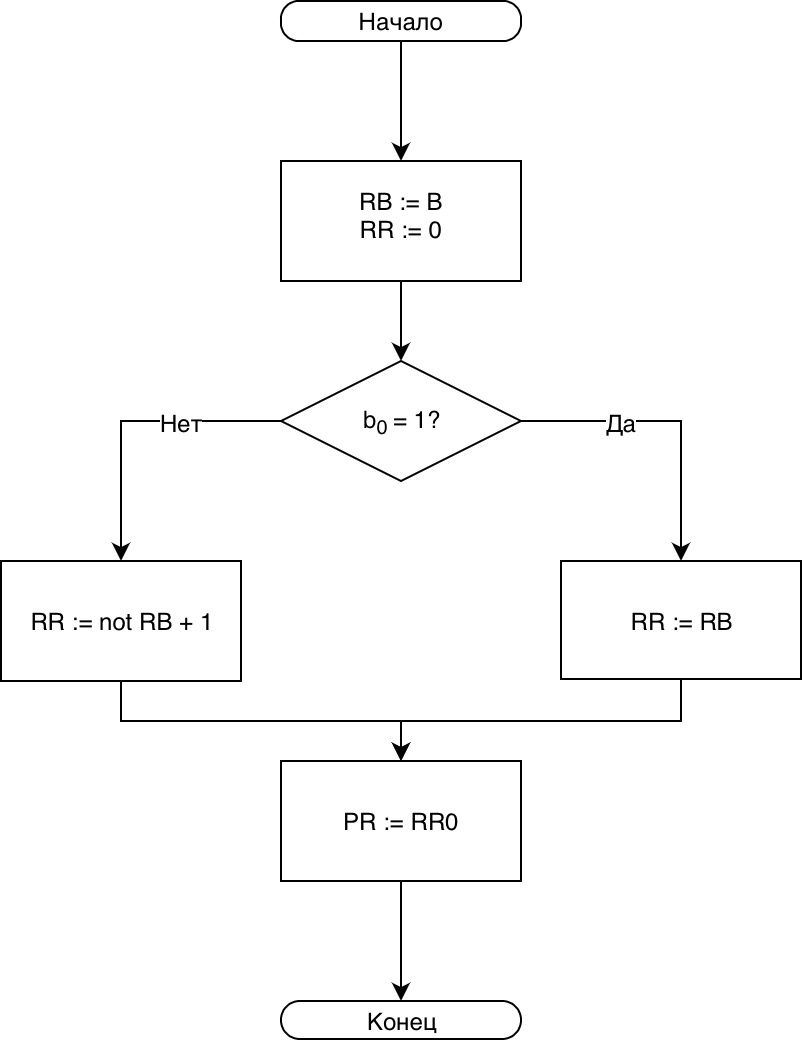 Начало
RB := B
RR := 0
b₀ = 1?
Нет
Да
RR := not RB + 1
RR := RB
PR := RR0
Конец